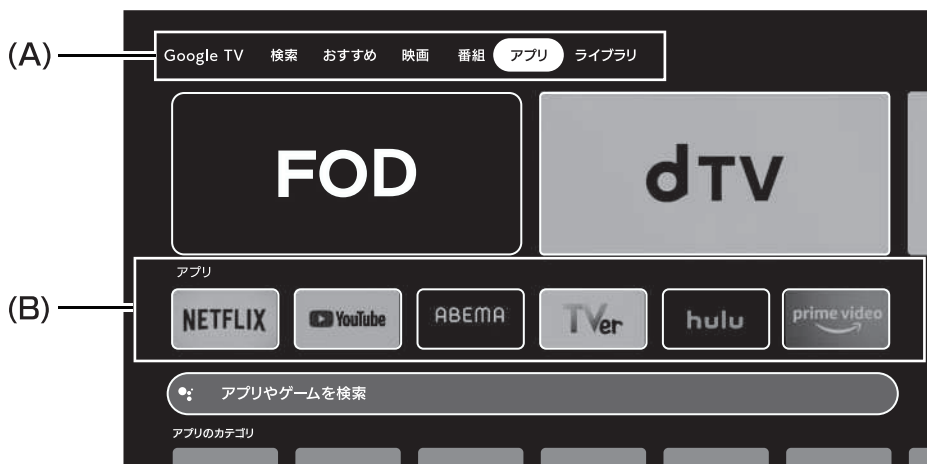 (A)
Google TV 検索 おすすめ 映画 番組 アプリ ライブラリ
FOD dTV
(B)
アプリ
NETFLIX YouTube ABEMA TVer hulu prime video
アプリやゲームを検索
アプリのカテゴリ